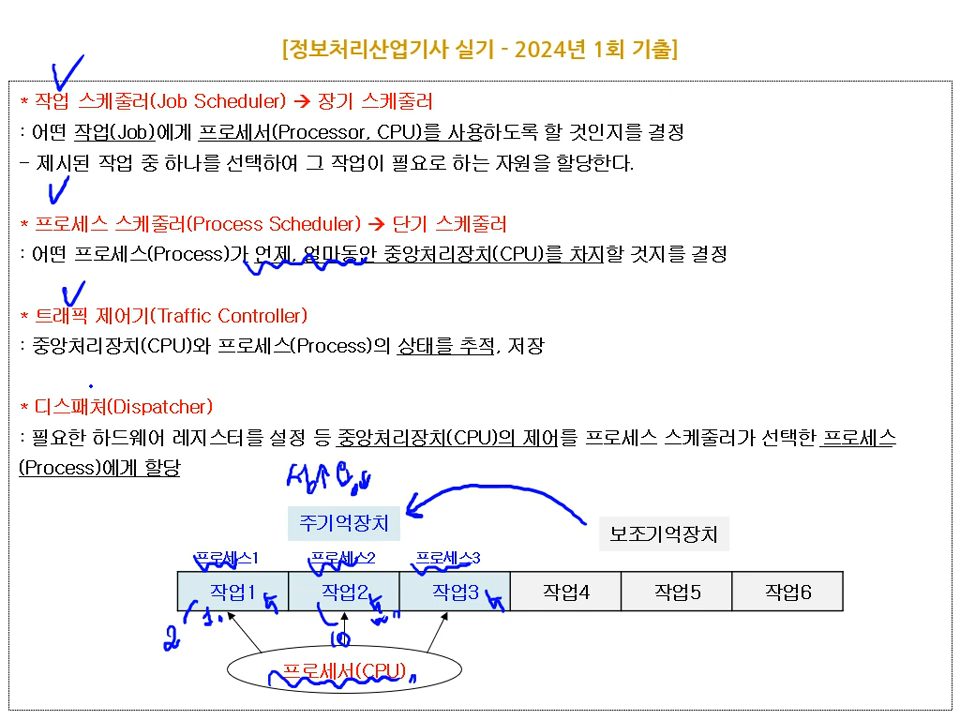 [정보처리산업기사 실기 - 2024년 1회 기출]
* 작업 스케줄러(Job Scheduler) → 장기 스케줄러
: 어떤 작업(Job)에게 프로세서(Processor, CPU)를 사용하도록 할 것인지를 결정
- 제시된 작업 중 하나를 선택하여 그 작업이 필요로 하는 자원을 할당한다.
* 프로세스 스케줄러(Process Scheduler) → 단기 스케줄러
: 어떤 프로세스(Process)가 언제, 얼마동안 중앙처리장치(CPU)를 차지할 것지를 결정
* 트래픽 제어기(Traffic Controller)
: 중앙처리장치(CPU)와 프로세스(Process)의 상태를 추적, 저장
* 디스패처(Dispatcher)
: 필요한 하드웨어 레지스터를 설정 등 중앙처리장치(CPU)의 제어를 프로세스 스케줄러가 선택한 프로세스
(Process)에게 할당
주기억장치
보조기억장치
프로세스1 프로세스2 프로세스3
작업1 작업2 작업3 작업4 작업5 작업6
2 1. 10
프로세서(CPU)